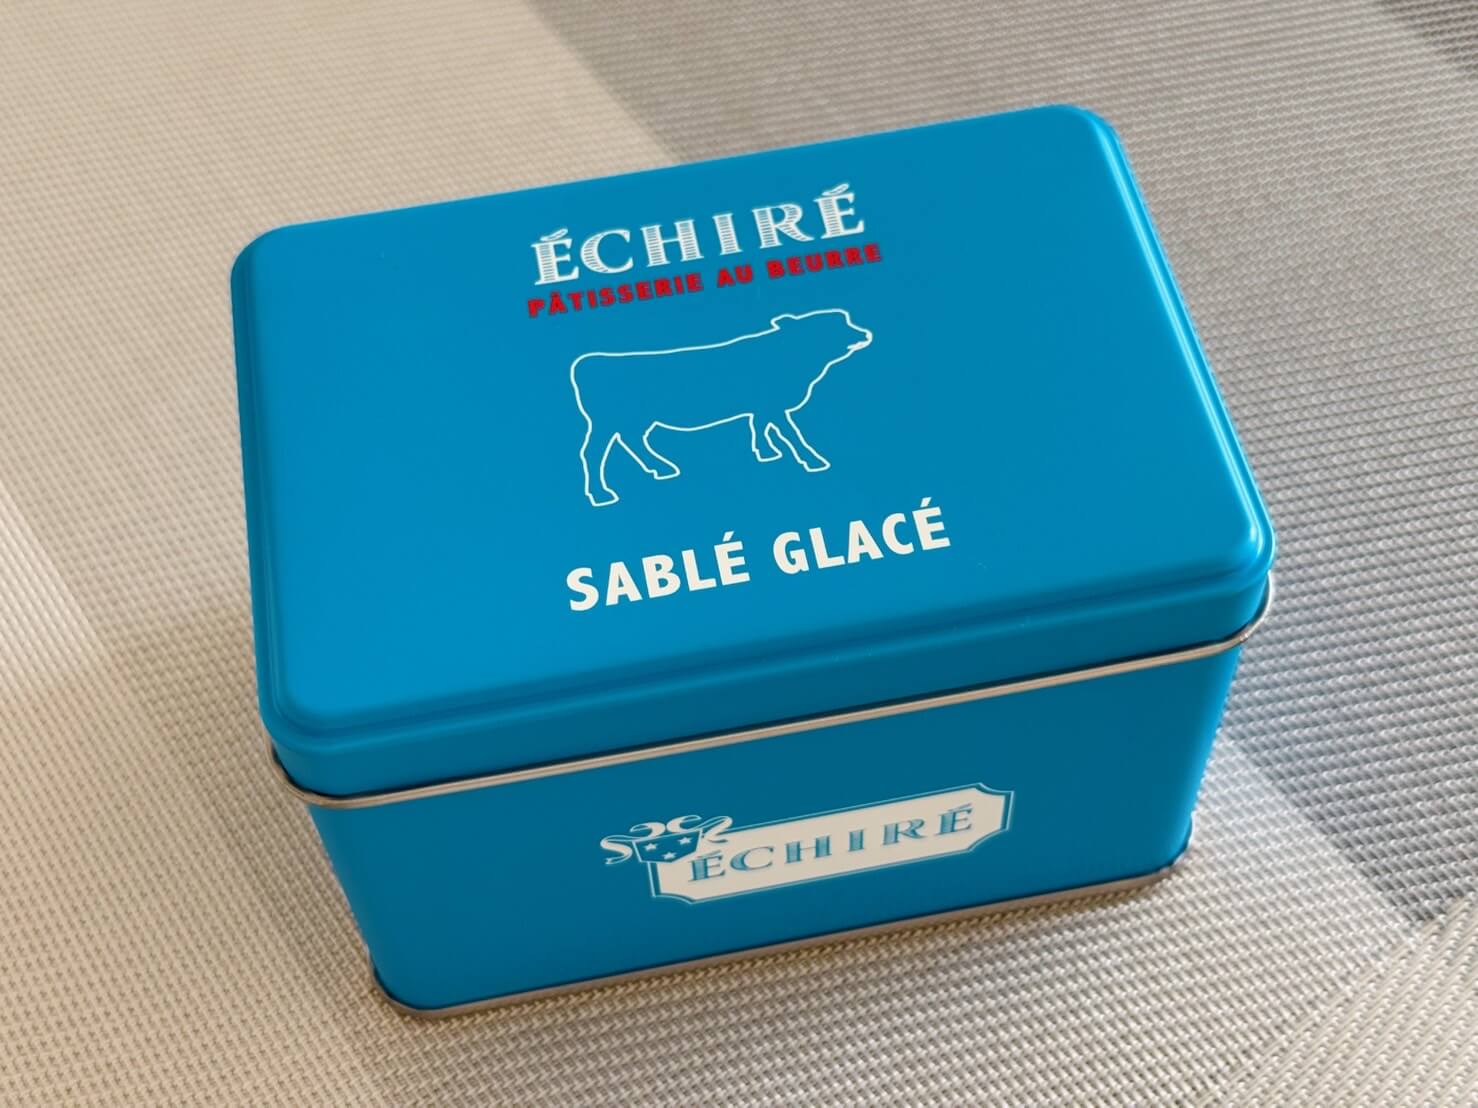 ÉCHIRÉ
PÂTISSERIE AU BEURRE
SABLÉ GLACÉ
ÉCHIRÉ